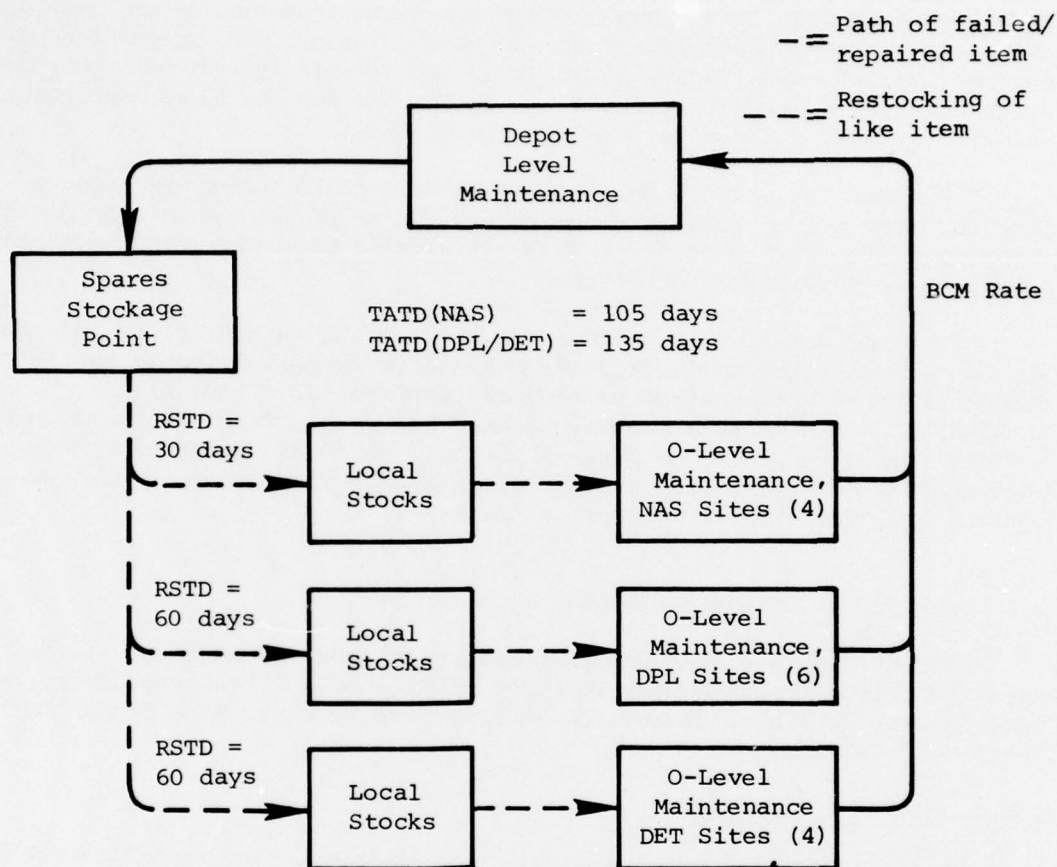 — = Path of failed/
repaired item
— — = Restocking of
like item
Depot
Level
Maintenance
Spares
Stockage
Point
BCM Rate
TATD(NAS) = 105 days
TATD(DPL/DET) = 135 days
RSTD =
30 days
Local
Stocks
O-Level
Maintenance,
NAS Sites (4)
RSTD =
60 days
Local
Stocks
O-Level
Maintenance,
DPL Sites (6)
RSTD =
60 days
Local
Stocks
O-Level
Maintenance
DET Sites (4)